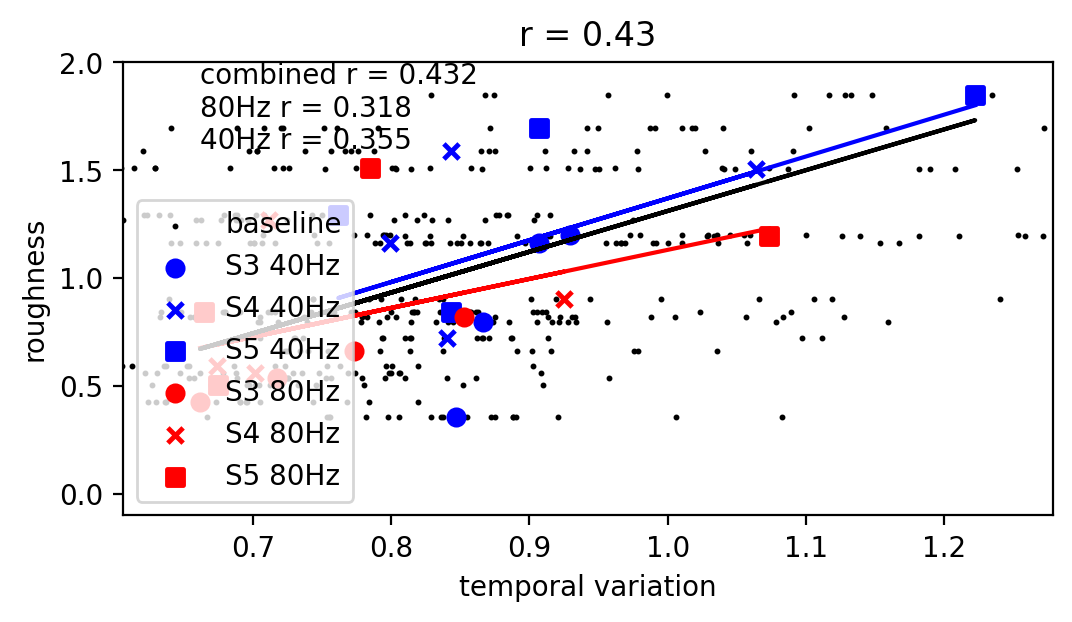 r = 0.43
combined r = 0.432
80Hz r = 0.318
40Hz r = 0.355
2.0
1.5
1.0
0.5
0.0
roughness
baseline
S3 40Hz
S4 40Hz
S5 40Hz
S3 80Hz
S4 80Hz
S5 80Hz
0.7 0.8 0.9 1.0 1.1 1.2
temporal variation